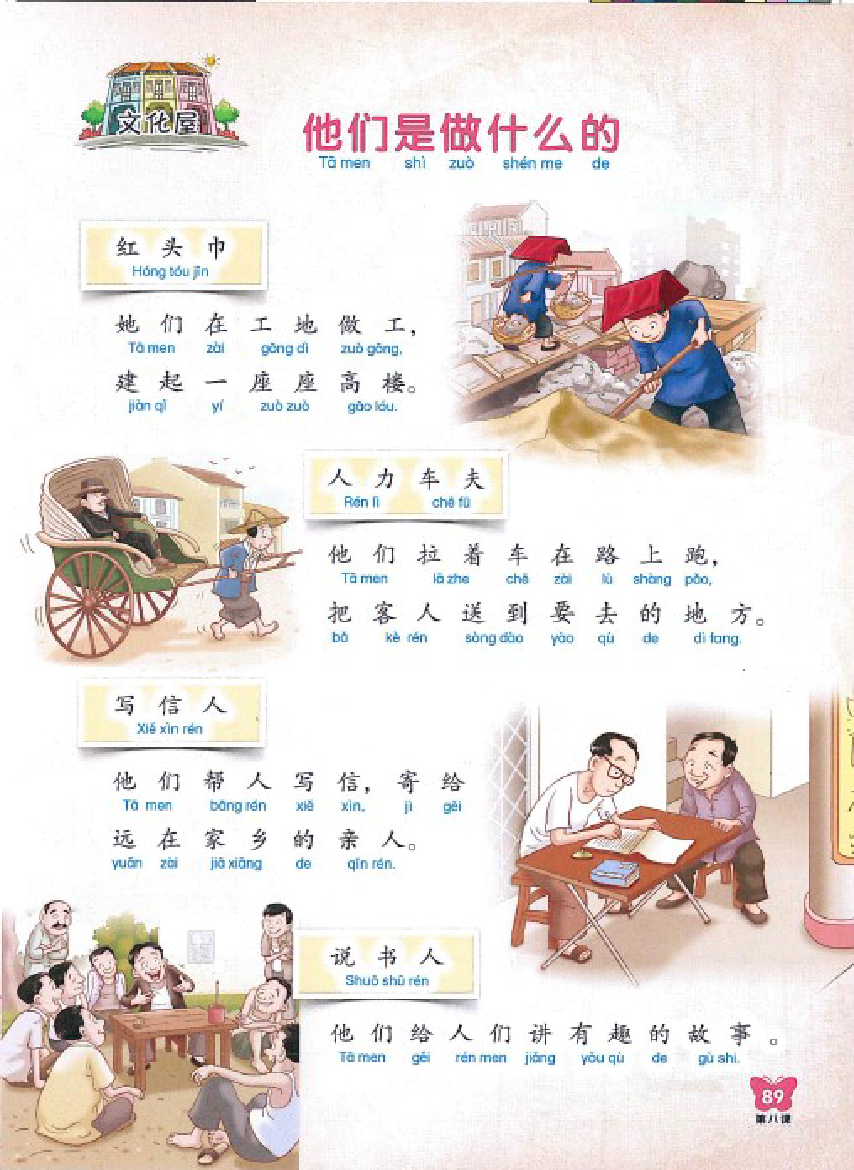 文化屋
他们是做什么的
Tā men shì zuò shén me de
红头巾
Hóng tóu jīn
她们在工地做工，
Tā men zài gōng dì zuò gōng,
建起一座座高楼。
jiàn qǐ yí zuò zuò gāo lóu.
人力车夫
Rén lì chē fū
他们拉着车在路上跑，
Tā men lā zhe chē zài lù shàng pǎo,
把客人送到要去的地方。
bǎ kè rén sòng dào yào qù de dì fang.
写信人
Xiě xìn rén
他们帮人写信，寄给
Tā men bāng rén xiě xìn, jì gěi
远在家乡的亲人。
yuǎn zài jiā xiāng de qīn rén.
说书人
Shuō shū rén
他们给人们讲有趣的故事。
Tā men gěi rén men jiǎng yǒu qù de gù shi.
89
第八课